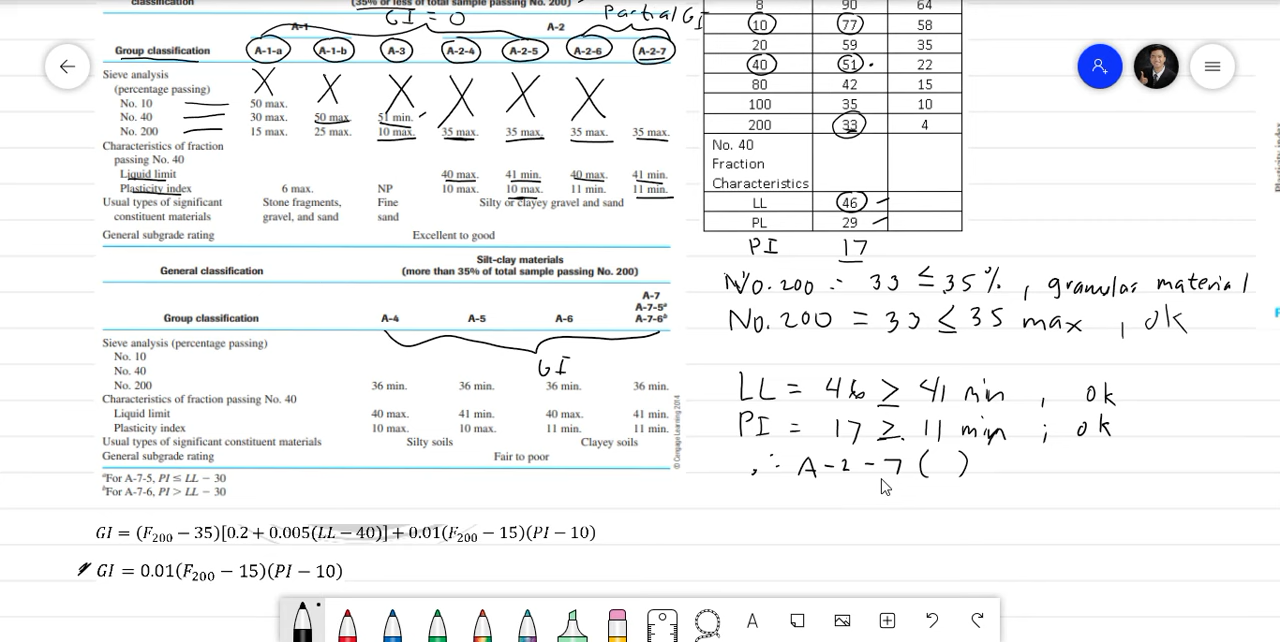 classification (35% or less of total sample passing No. 200)
GI = 0 Partial GI
A-1 A-2
Group classification A-1-a A-1-b A-3 A-2-4 A-2-5 A-2-6 A-2-7
Sieve analysis
(percentage passing) X X X X X X
No. 10 50 max.
No. 40 30 max. 50 max. 51 min.
No. 200 15 max. 25 max. 10 max. 35 max. 35 max. 35 max. 35 max.
Characteristics of fraction
passing No. 40
Liquid limit 40 max. 41 min. 40 max. 41 min.
Plasticity index 6 max. NP 10 max. 10 max. 11 min. 11 min.
Usual types of significant Stone fragments, Fine Silty or clayey gravel and sand
constituent materials gravel, and sand sand
General subgrade rating Excellent to good
Silt-clay materials
General classification (more than 35% of total sample passing No. 200)
A-7
A-7-5ᵃ
Group classification A-4 A-5 A-6 A-7-6ᵇ
Sieve analysis (percentage passing)
No. 10 GI
No. 40
No. 200 36 min. 36 min. 36 min. 36 min.
Characteristics of fraction passing No. 40
Liquid limit 40 max. 41 min. 40 max. 41 min.
Plasticity index 10 max. 10 max. 11 min. 11 min.
Usual types of significant constituent materials Silty soils Clayey soils
General subgrade rating Fair to poor
ᵃFor A-7-5, PI ≤ LL − 30
ᵇFor A-7-6, PI > LL − 30
© Cengage Learning 2014
GI = (F₂₀₀ − 35)[0.2 + 0.005(LL − 40)] + 0.01(F₂₀₀ − 15)(PI − 10)
GI = 0.01(F₂₀₀ − 15)(PI − 10)
8 90 64
10 77 58
20 59 35
40 51 22
80 42 15
100 35 10
200 33 4
No. 40
Fraction
Characteristics
LL 46
PL 29
PI 17
No. 200 = 33 ≤ 35%, granular material
No. 200 = 33 ≤ 35 max, ok
LL = 46 ≥ 41 min, ok
PI = 17 ≥ 11 min; ok
∴ A-2-7 ( )
Plasticity index
A